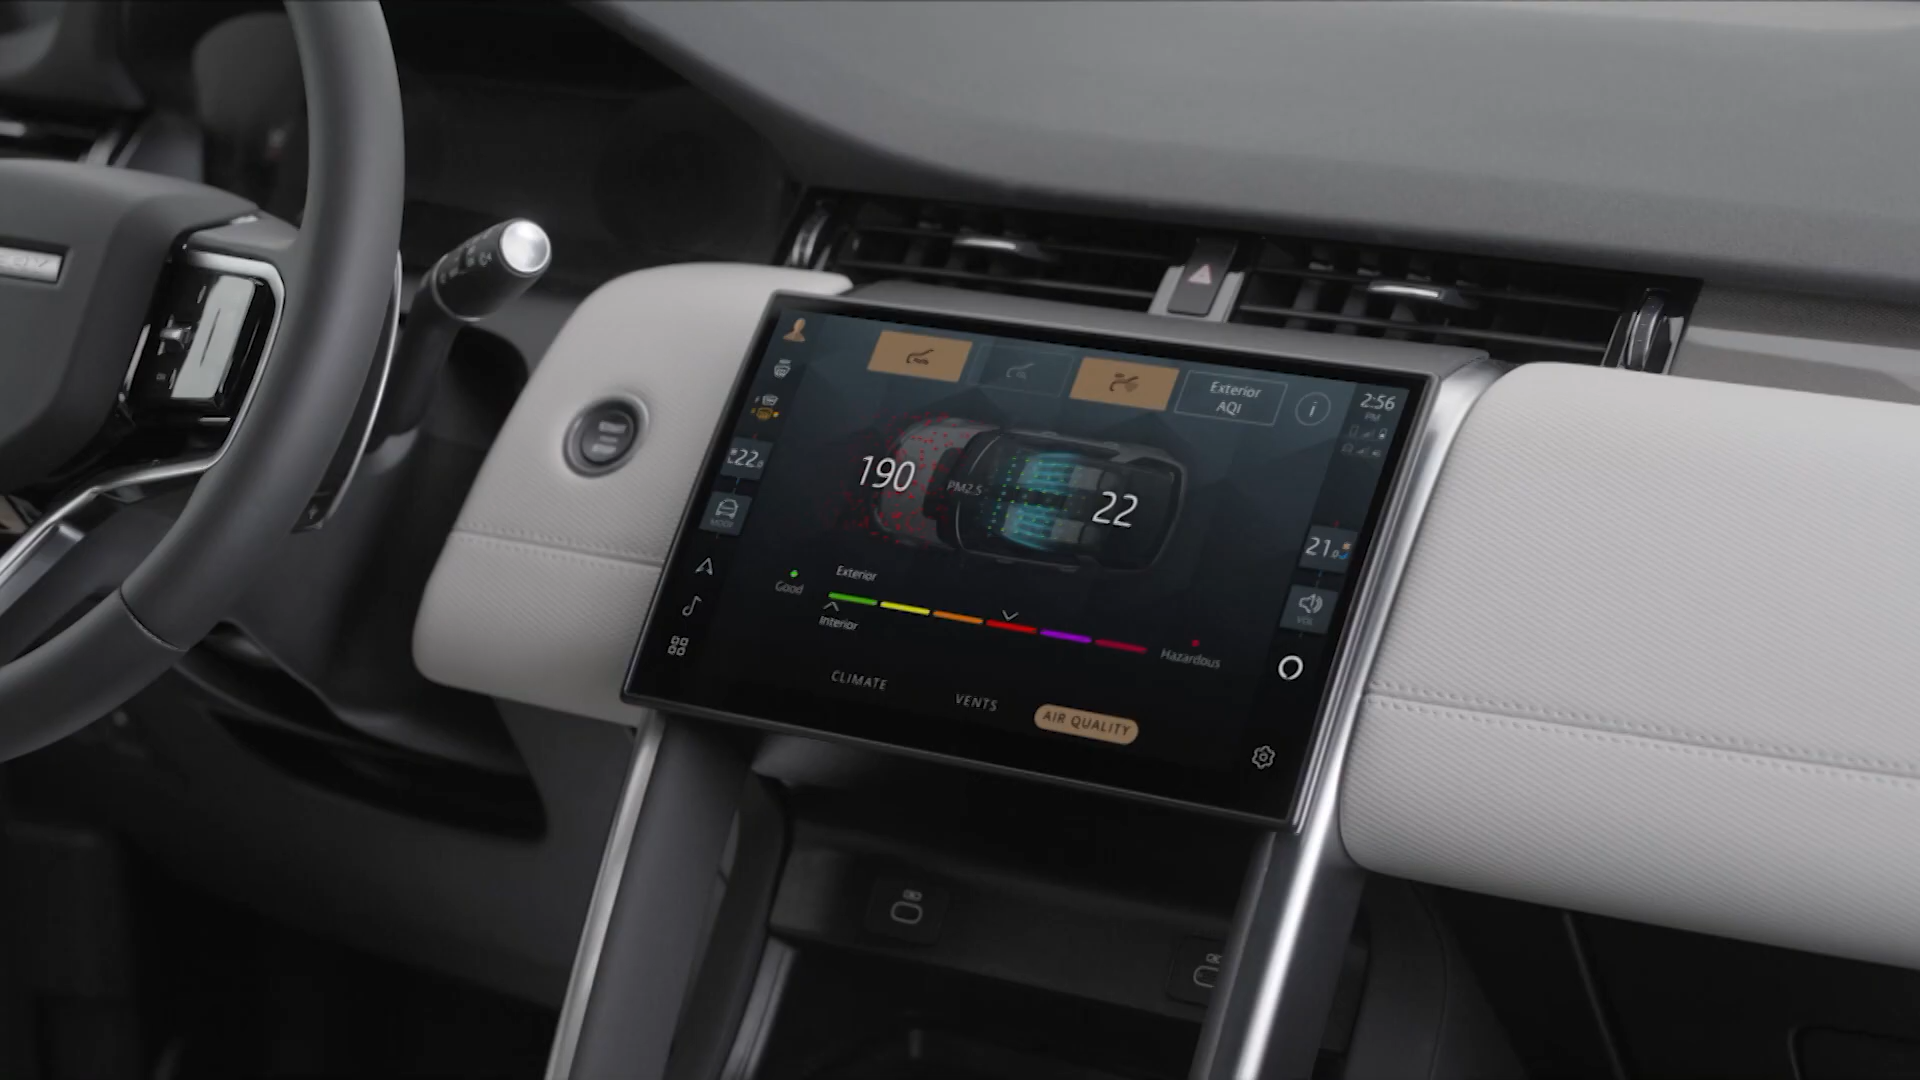 Exterior
AQI
2:56
PM
22.0
190
PM2.5
22
MODE
21.0
VOL
Good
Exterior
Interior
Hazardous
CLIMATE
VENTS
AIR QUALITY